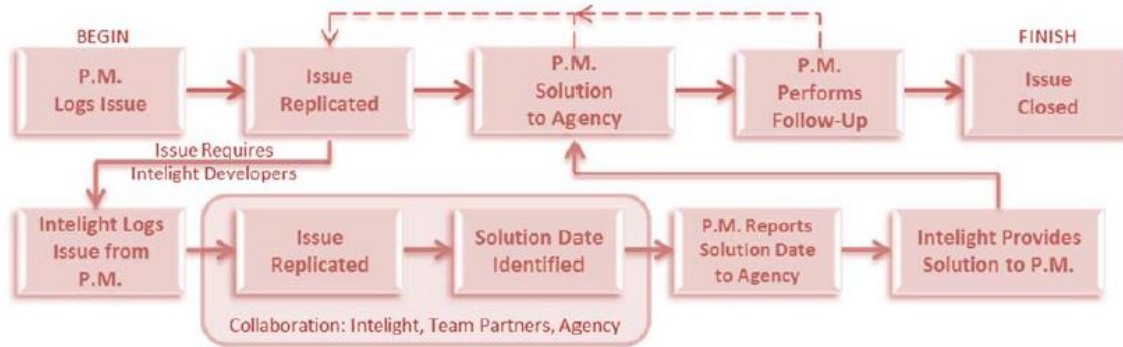 BEGIN
FINISH
P.M.
Logs Issue
Issue
Replicated
P.M.
Solution
to Agency
P.M.
Performs
Follow-Up
Issue
Closed
Issue Requires
Intelight Developers
Intelight Logs
Issue from
P.M.
Issue
Replicated
Solution Date
Identified
P.M. Reports
Solution Date
to Agency
Intelight Provides
Solution to P.M.
Collaboration: Intelight, Team Partners, Agency